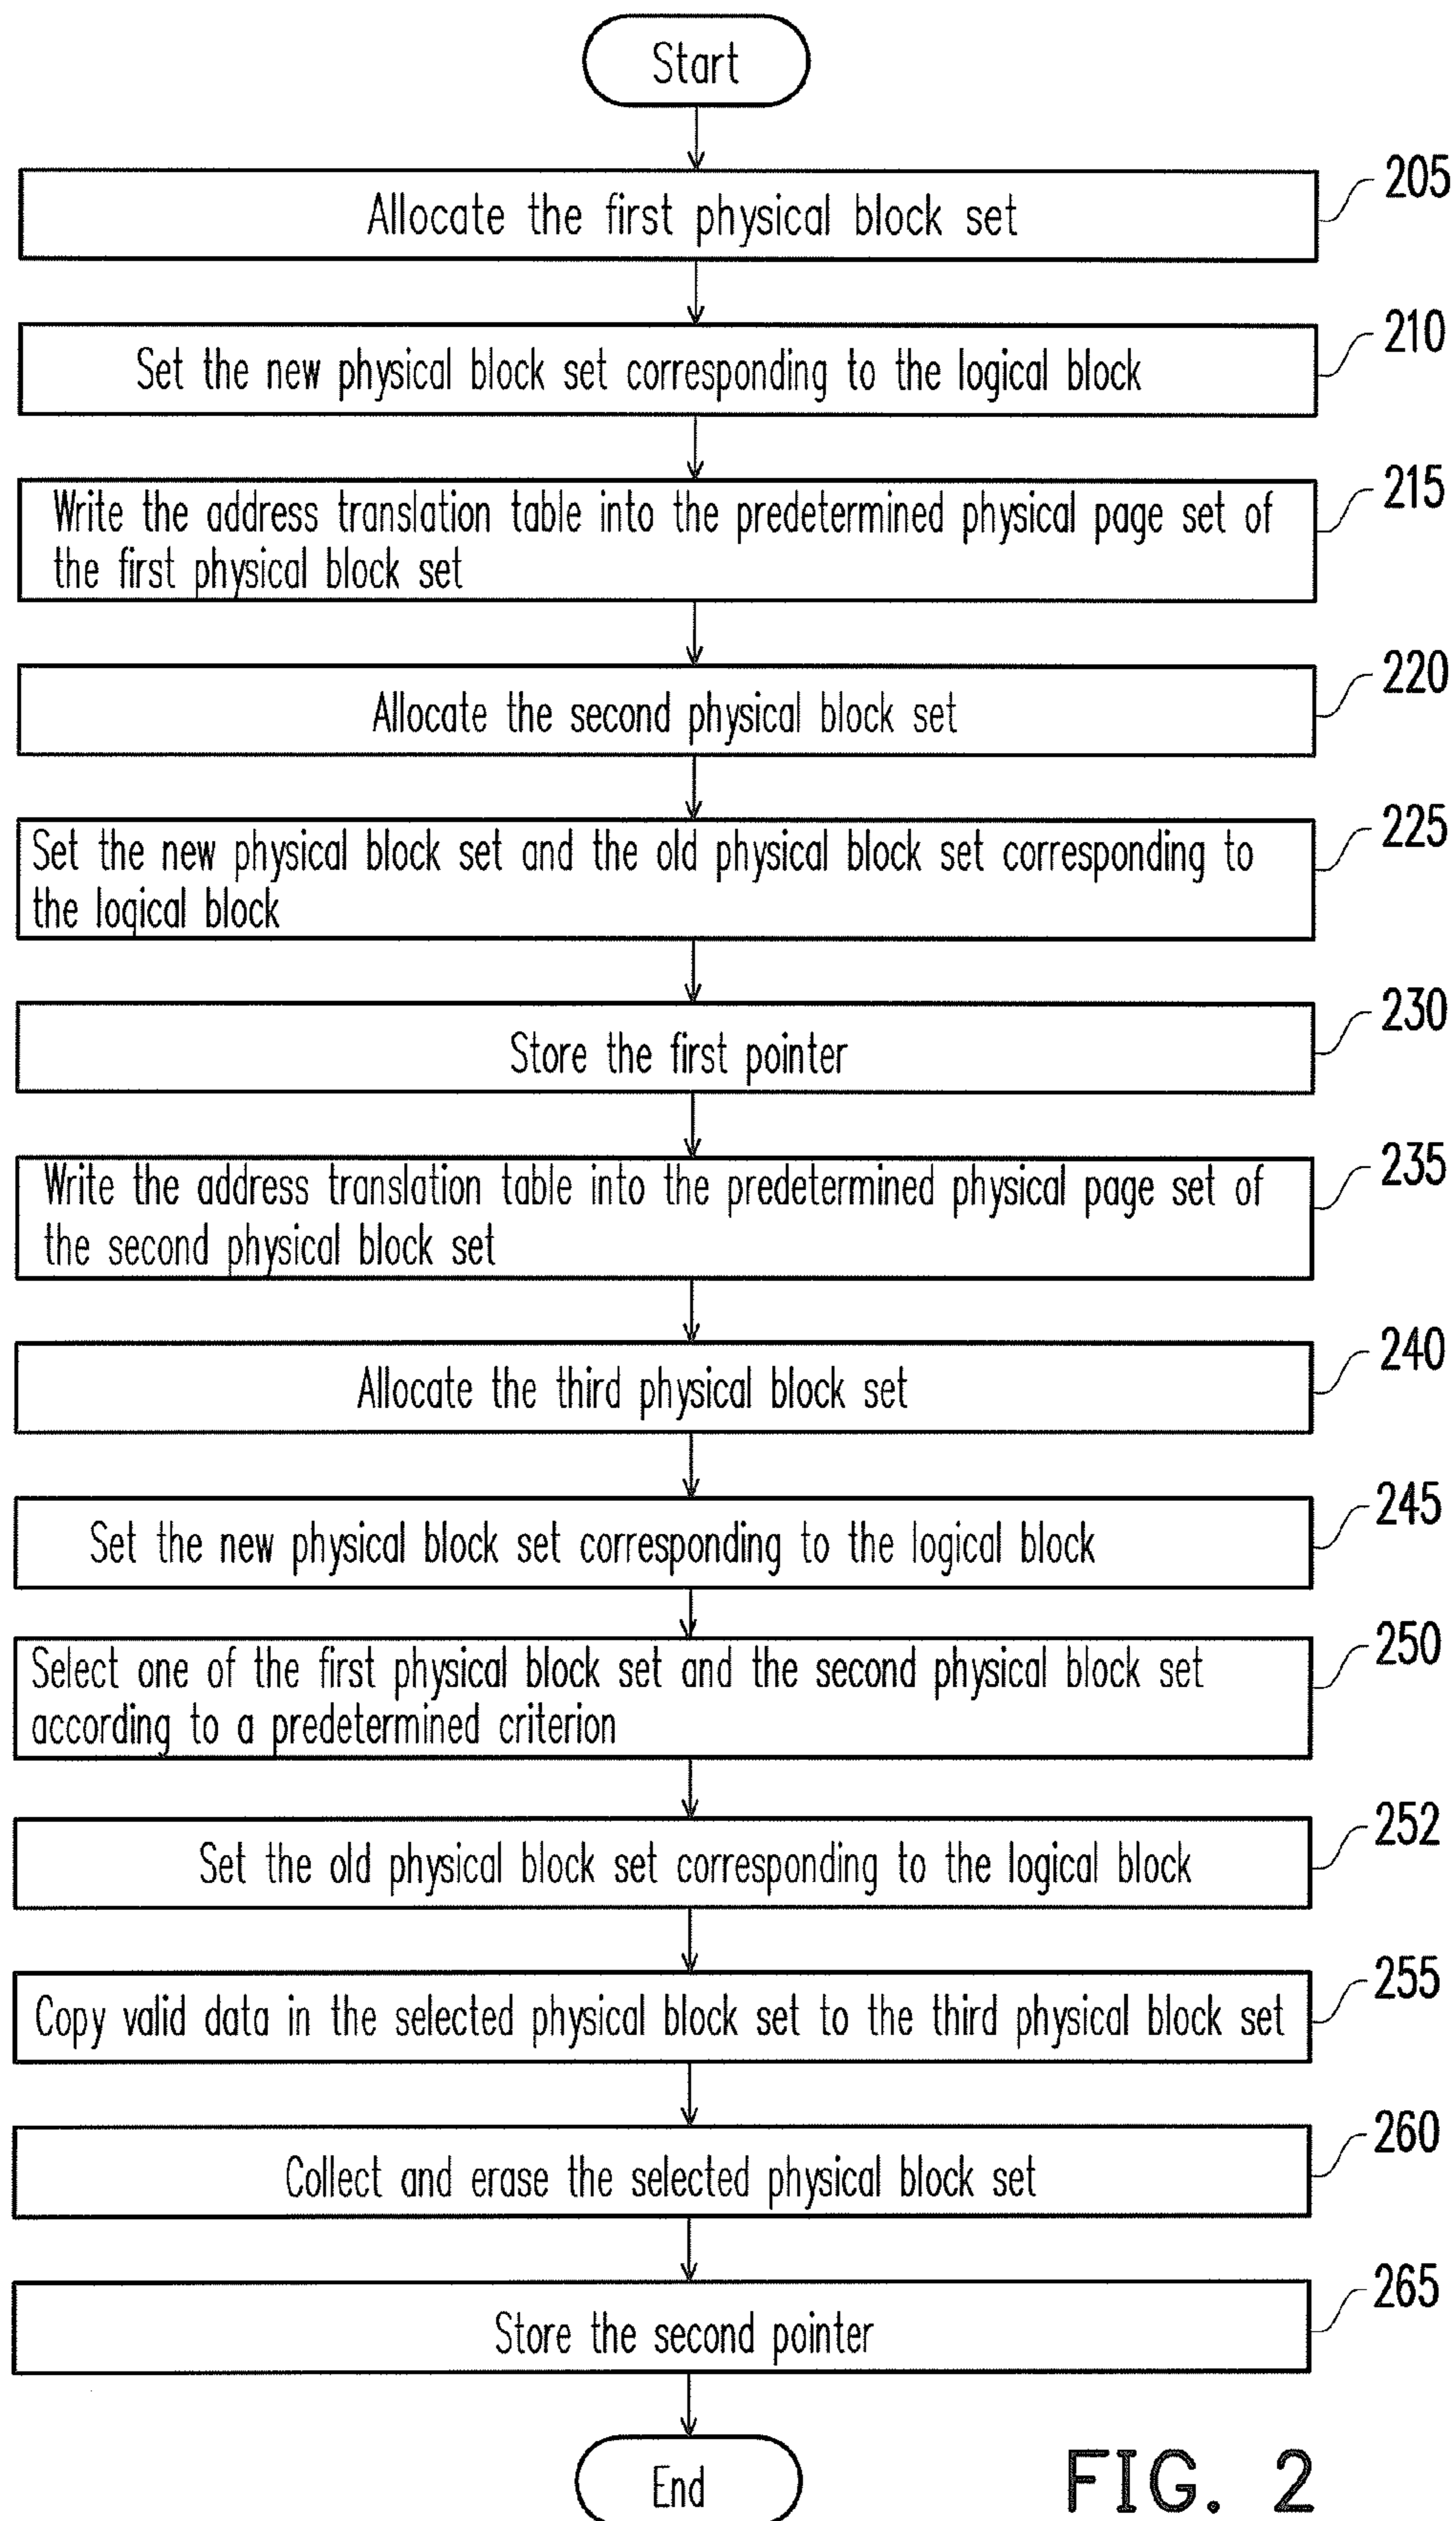 Start
Allocate the first physical block set
205
Set the new physical block set corresponding to the logical block
210
Write the address translation table into the predetermined physical page set of
the first physical block set
215
Allocate the second physical block set
220
Set the new physical block set and the old physical block set corresponding to
the logical block
225
Store the first pointer
230
Write the address translation table into the predetermined physical page set of
the second physical block set
235
Allocate the third physical block set
240
Set the new physical block set corresponding to the logical block
245
Select one of the first physical block set and the second physical block set
according to a predetermined criterion
250
Set the old physical block set corresponding to the logical block
252
Copy valid data in the selected physical block set to the third physical block set
255
Collect and erase the selected physical block set
260
Store the second pointer
265
End
FIG. 2